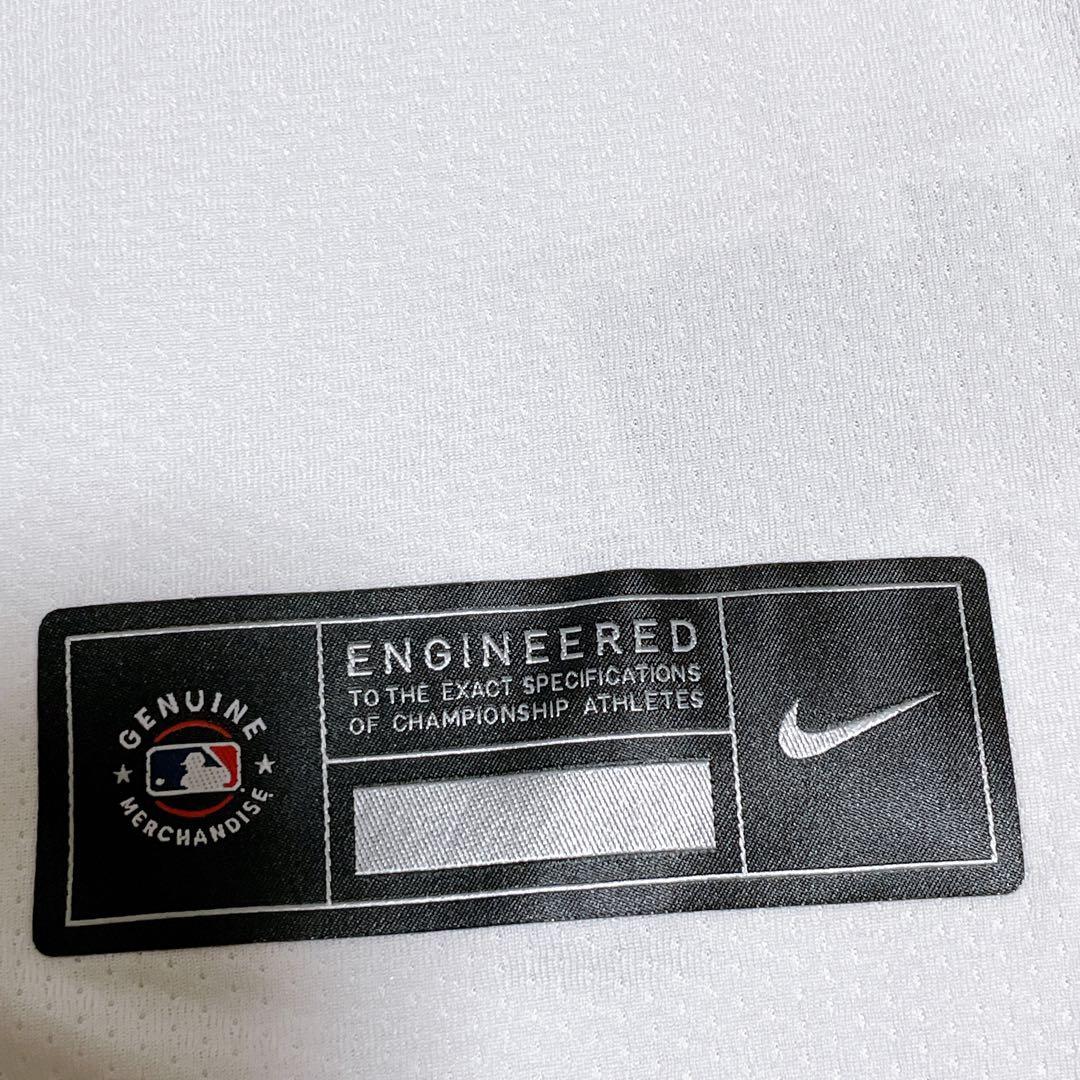 GENUINE
MERCHANDISE
ENGINEERED
TO THE EXACT SPECIFICATIONS
OF CHAMPIONSHIP ATHLETES